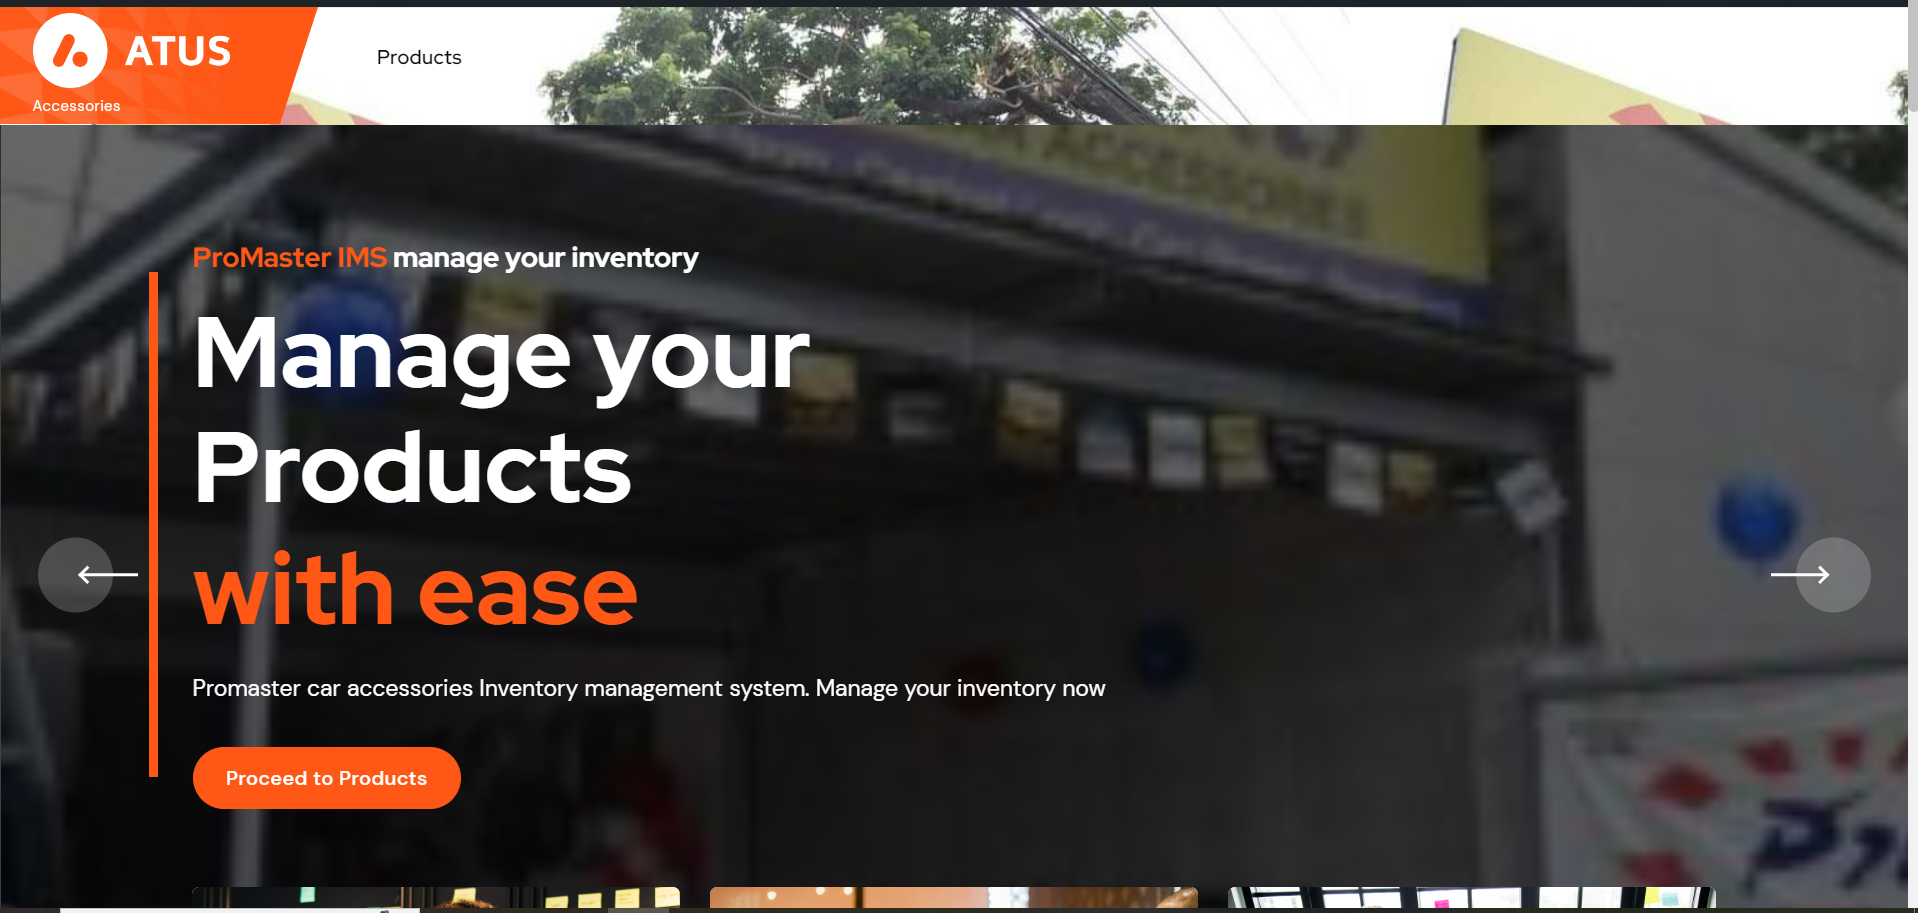 ATUS
Accessories
Products
ACCESSORIES
ProMaster IMS manage your inventory
Manage your
Products
with ease
Promaster car accessories Inventory management system. Manage your inventory now
Proceed to Products